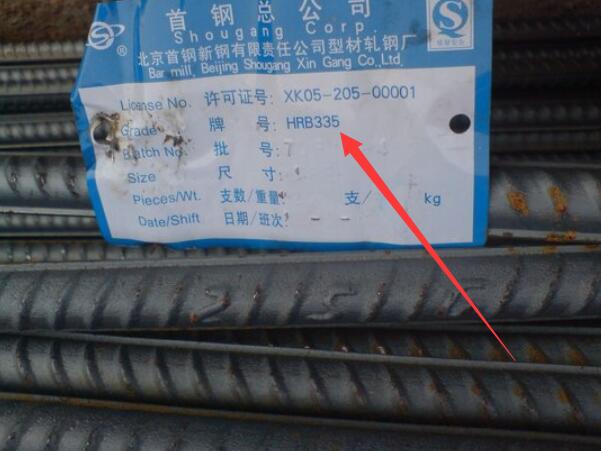 首钢总公司
Shougang Corp.
北京首钢新钢有限责任公司型材轧钢厂
Bar mill, Beijing Shougang Xin Gang Co., Ltd.
License No. 许可证号: XK05-205-00001
Grade 牌 号: HRB335
Batch No. 批 号:
Size 尺 寸:
Pieces/Wt. 支数/重量: 支/ kg
Date/Shift 日期/班次: - -